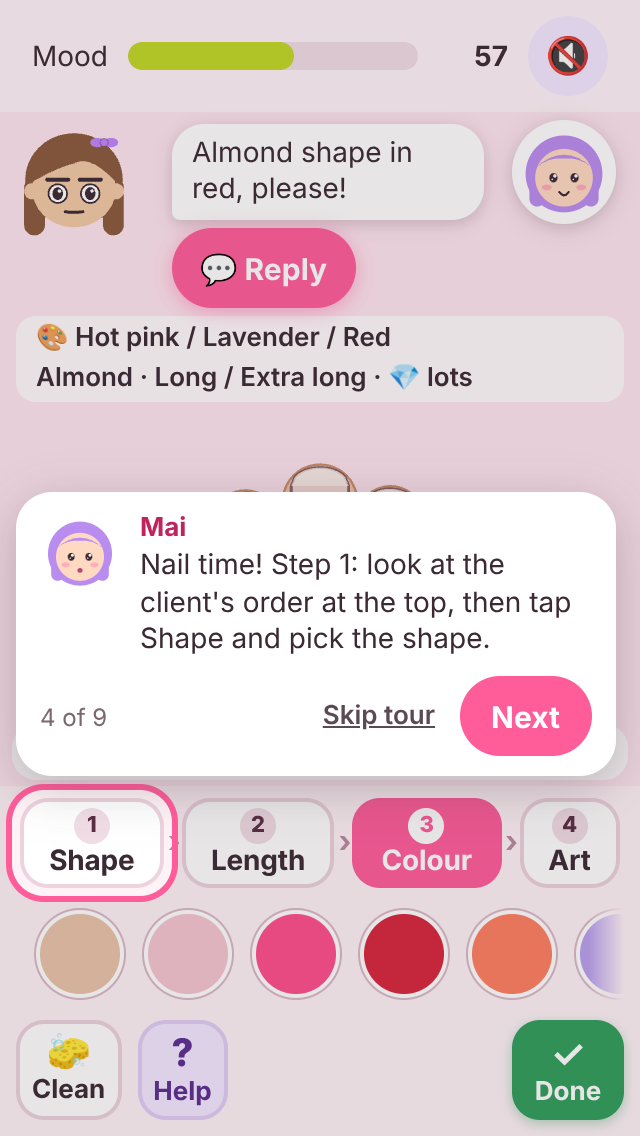 Mood
57
Almond shape in
red, please!
Reply
Hot pink / Lavender / Red
Almond · Long / Extra long · 💎 lots
Mai
Nail time! Step 1: look at the
client's order at the top, then tap
Shape and pick the shape.
4 of 9
Skip tour
Next
1
Shape
›
2
Length
›
3
Colour
›
4
Art
Clean
?
Help
Done